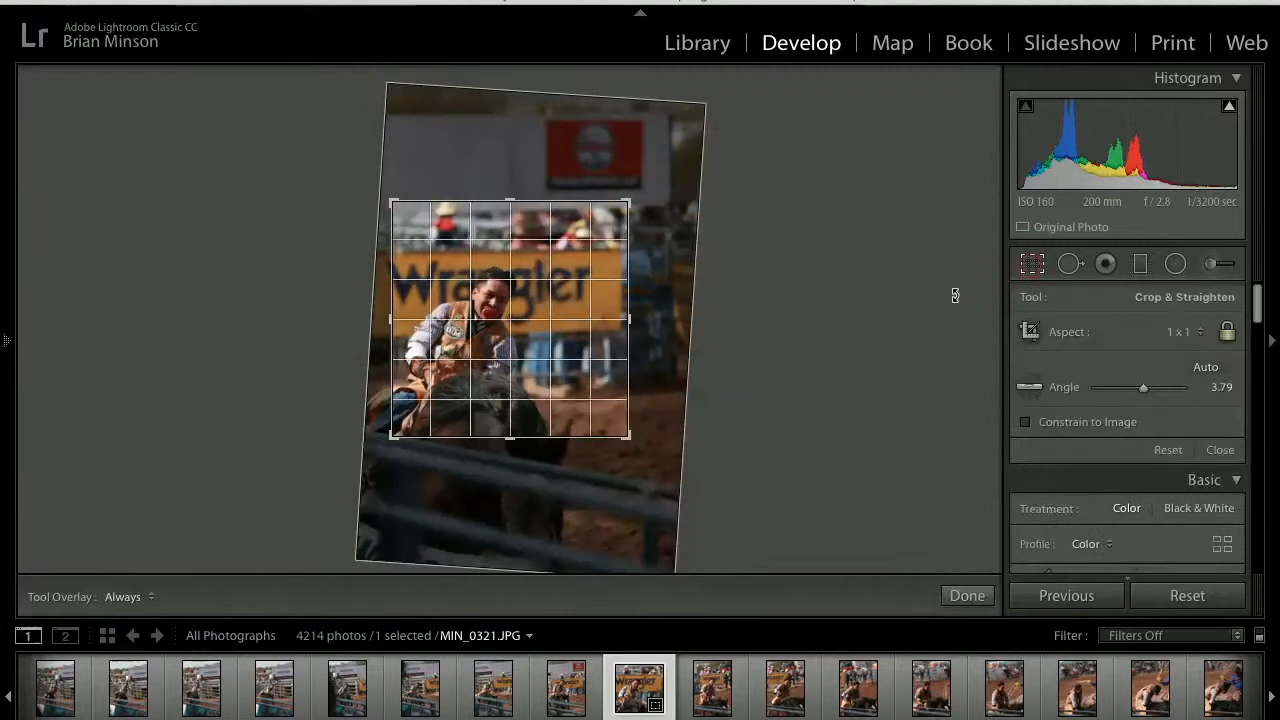 Lr
Adobe Lightroom Classic CC
Brian Minson
Library
Develop
Map
Book
Slideshow
Print
Web
Histogram
ISO 160
200 mm
f / 2.8
1/3200 sec
Original Photo
Tool :
Crop & Straighten
Aspect :
1 x 1
Auto
Angle
3.79
Constrain to Image
Reset
Close
Basic
Treatment :
Color
Black & White
Profile :
Color
Wrangler
Tool Overlay :
Always
Done
Previous
Reset
1
2
All Photographs
4214 photos / 1 selected / MIN_0321.JPG
Filter :
Filters Off